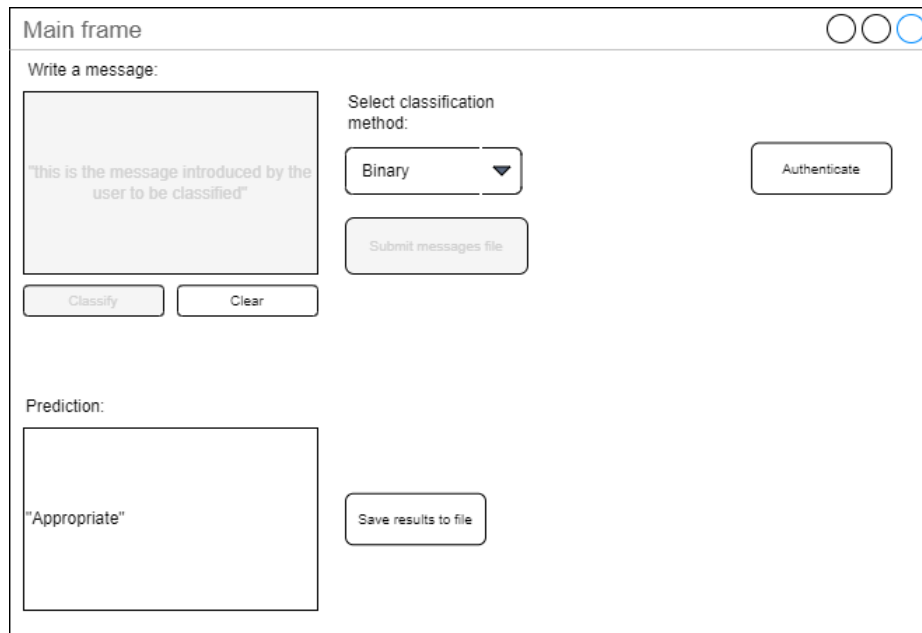 Main frame
Write a message:
"this is the message introduced by the
user to be classified"
Select classification
method:
Binary
Authenticate
Submit messages file
Classify
Clear
Prediction:
"Appropriate"
Save results to file